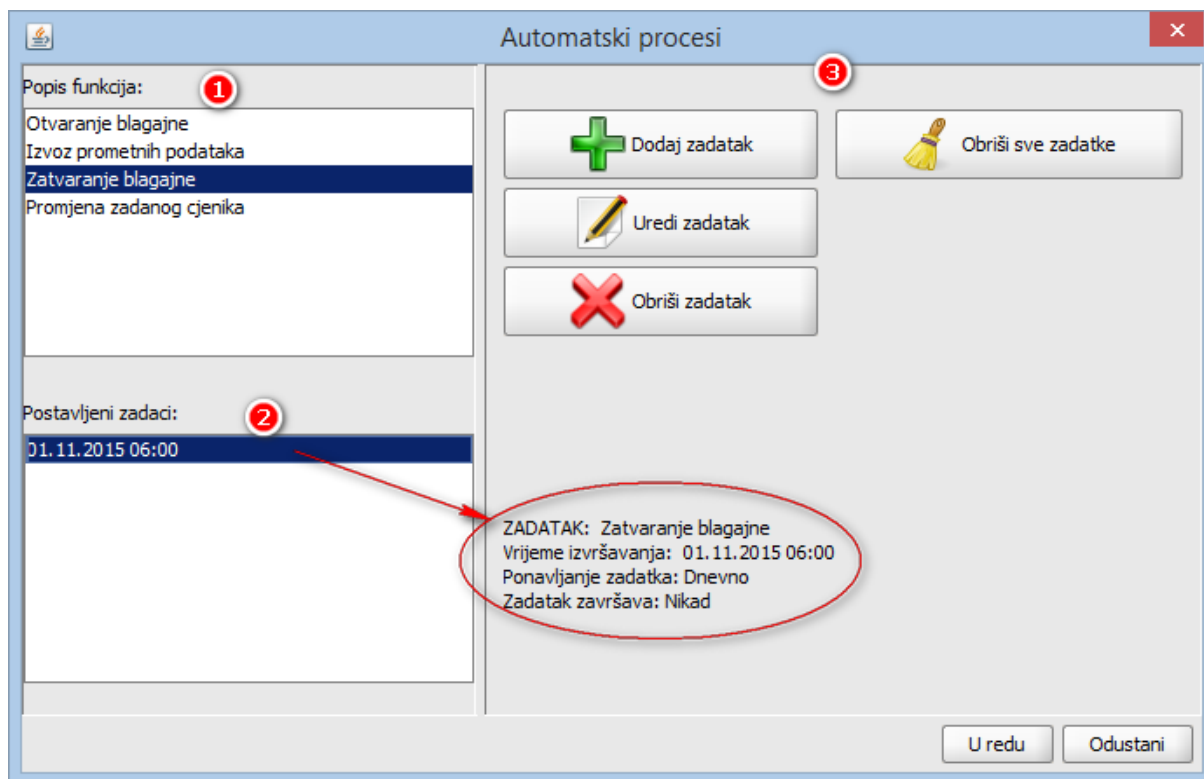 Automatski procesi
Popis funkcija:
1
Otvaranje blagajne
Izvoz prometnih podataka
Zatvaranje blagajne
Promjena zadanog cjenika
Postavljeni zadaci:
2
01.11.2015 06:00
3
Dodaj zadatak
Obriši sve zadatke
Uredi zadatak
Obriši zadatak
ZADATAK: Zatvaranje blagajne
Vrijeme izvršavanja: 01.11.2015 06:00
Ponavljanje zadatka: Dnevno
Zadatak završava: Nikad
U redu
Odustani